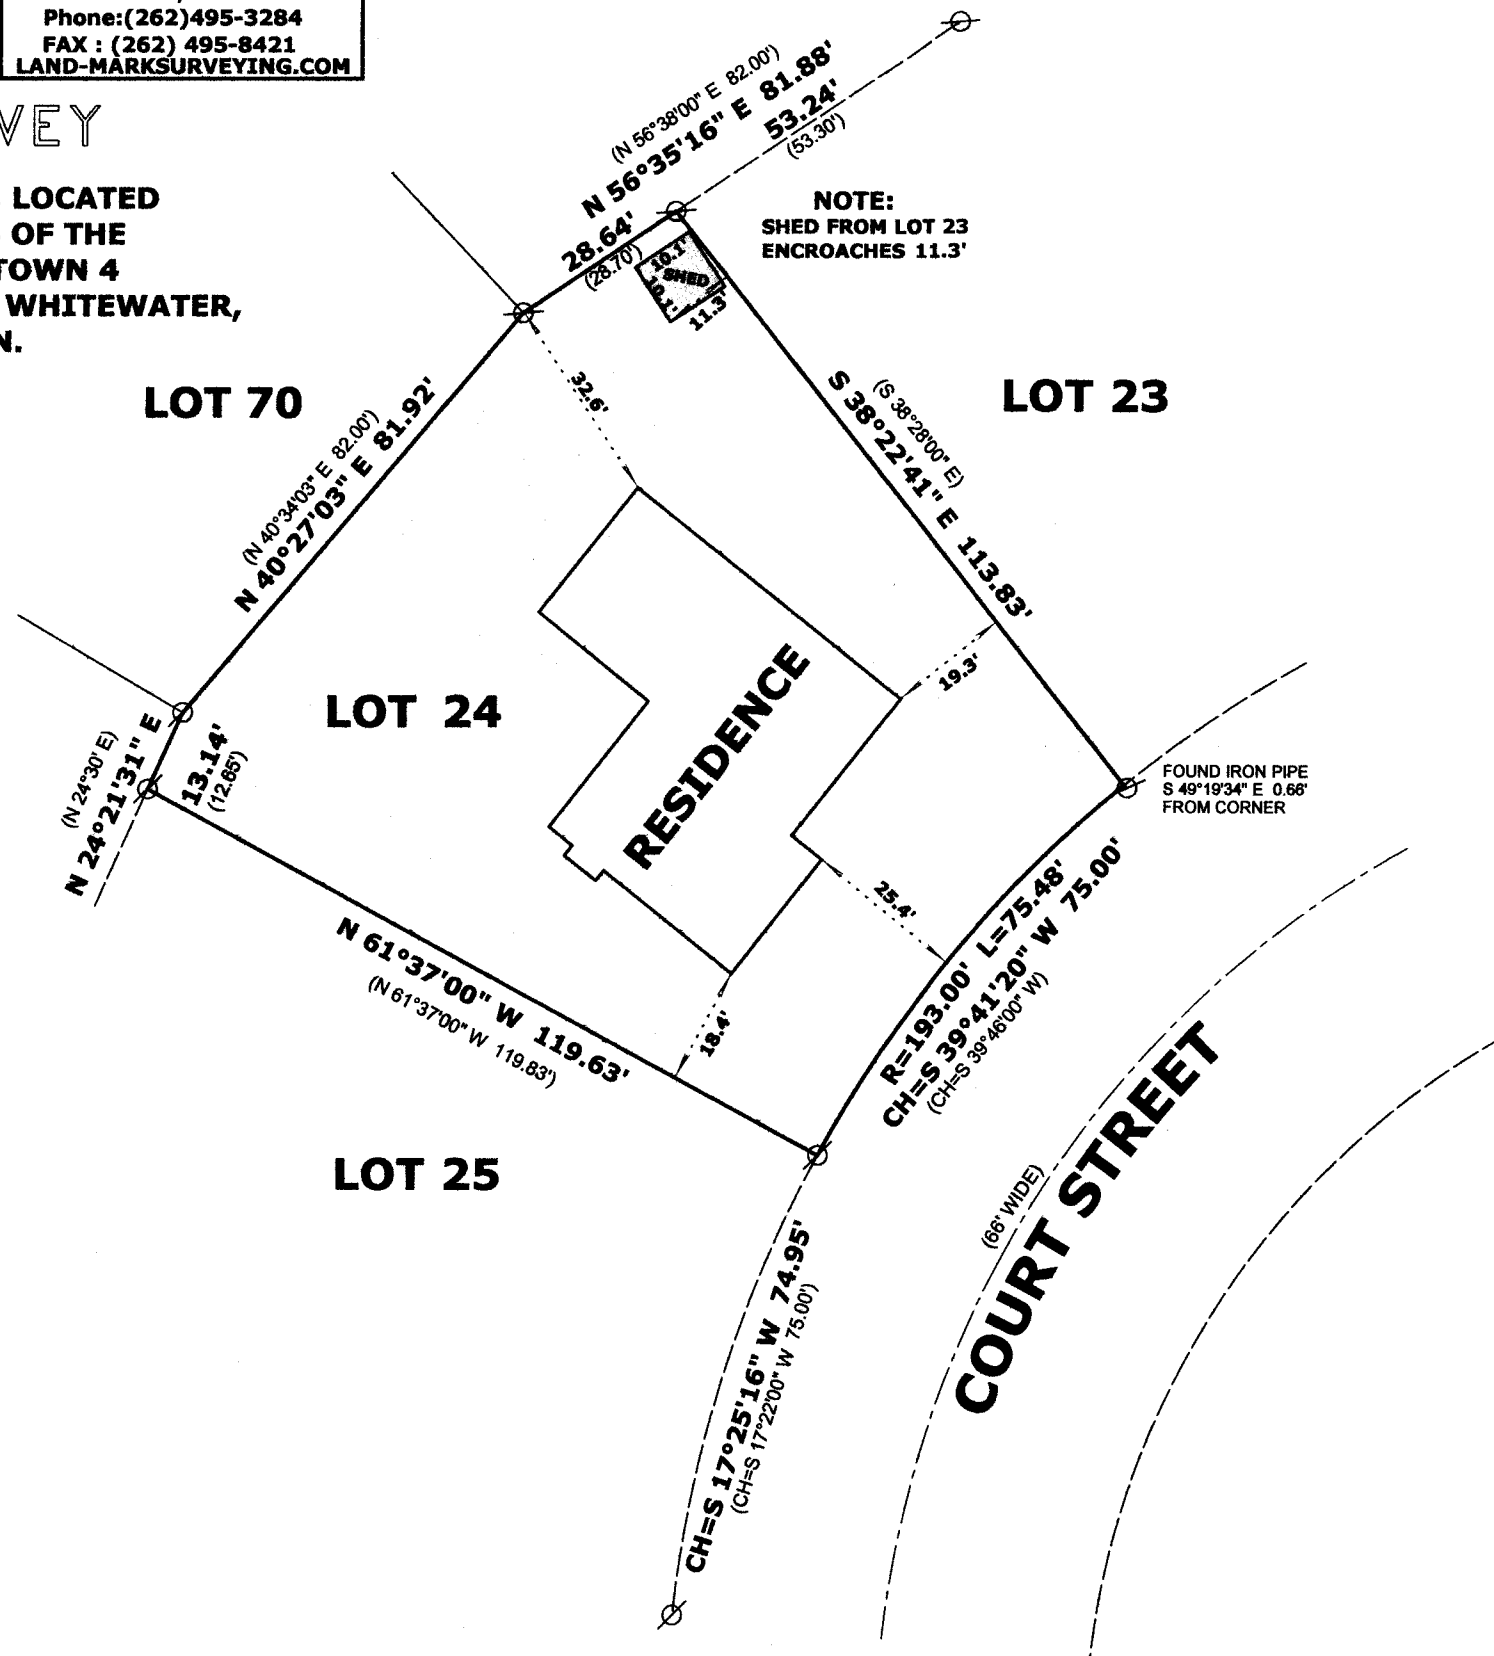 Phone:(262)495-3284
FAX : (262) 495-8421
LAND-MARKSURVEYING.COM
VEY
LOCATED
OF THE
TOWN 4
WHITEWATER,
N.
(N 56°38'00" E 82.00')
N 56°35'16" E 81.88'
53.24'
(53.30')
28.64'
(28.70')
NOTE:
SHED FROM LOT 23
ENCROACHES 11.3'
10.1'
SHED
10.1'
11.3'
32.6'
LOT 70
(N 40°34'03" E 82.00')
N 40°27'03" E 81.92'
LOT 23
(S 38°28'00" E)
S 38°22'41" E 113.83'
19.3'
LOT 24
RESIDENCE
(N 24°30' E)
N 24°21'31" E
13.14'
(12.65')
FOUND IRON PIPE
S 49°19'34" E 0.66'
FROM CORNER
25.4'
R=193.00' L=75.48'
CH=S 39°41'20" W 75.00'
(CH=S 39°46'00" W)
N 61°37'00" W 119.63'
(N 61°37'00" W 119.83')
18.4'
LOT 25
(66' WIDE)
COURT STREET
CH=S 17°25'16" W 74.95'
(CH=S 17°22'00" W 75.00')